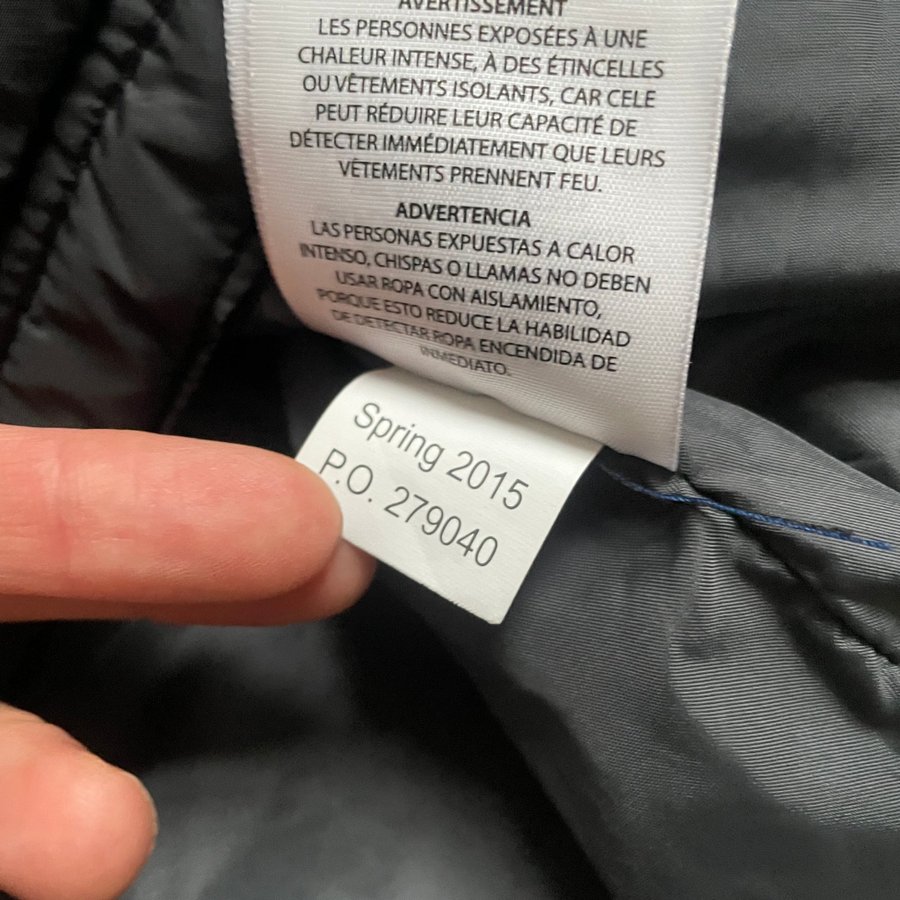 AVERTISSEMENT
LES PERSONNES EXPOSÉES À UNE
CHALEUR INTENSE, À DES ÉTINCELLES
OU VÊTEMENTS ISOLANTS, CAR CELE
PEUT RÉDUIRE LEUR CAPACITÉ DE
DÉTECTER IMMÉDIATEMENT QUE LEURS
VÊTEMENTS PRENNENT FEU.
ADVERTENCIA
LAS PERSONAS EXPUESTAS A CALOR
INTENSO, CHISPAS O LLAMAS NO DEBEN
USAR ROPA CON AISLAMIENTO,
PORQUE ESTO REDUCE LA HABILIDAD
DE DETECTAR ROPA ENCENDIDA DE
INMEDIATO.
Spring 2015
P.O. 279040